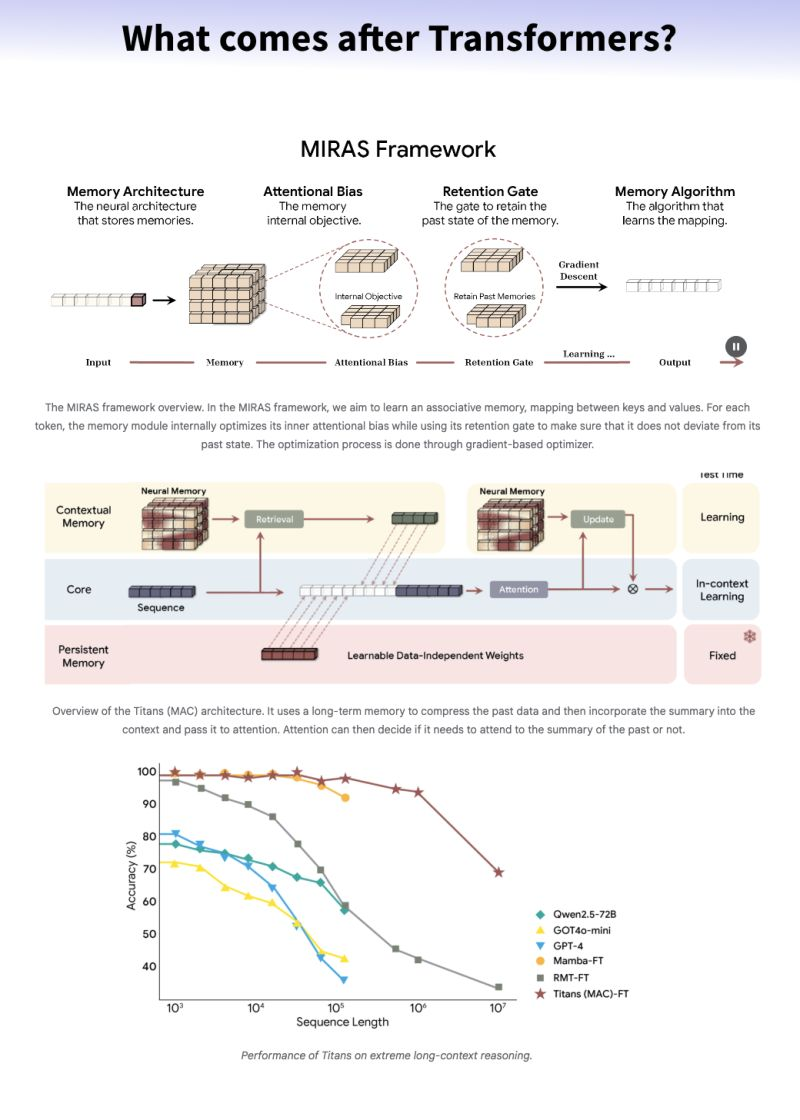 What comes after Transformers?
MIRAS Framework
Memory Architecture
The neural architecture
that stores memories.
Attentional Bias
The memory
internal objective.
Retention Gate
The gate to retain the
past state of the memory.
Memory Algorithm
The algorithm that
learns the mapping.
Internal Objective
Retain Past Memories
Gradient
Descent
Input
Memory
Attentional Bias
Retention Gate
Learning ...
Output
The MIRAS framework overview. In the MIRAS framework, we aim to learn an associative memory, mapping between keys and values. For each
token, the memory module internally optimizes its inner attentional bias while using its retention gate to make sure that it does not deviate from its
past state. The optimization process is done through gradient-based optimizer.
Test Time
Contextual
Memory
Neural Memory
Retrieval
Neural Memory
Update
Learning
Core
Sequence
Attention
In-context
Learning
Persistent
Memory
Learnable Data-Independent Weights
Fixed
Overview of the Titans (MAC) architecture. It uses a long-term memory to compress the past data and then incorporate the summary into the
context and pass it to attention. Attention can then decide if it needs to attend to the summary of the past or not.
Accuracy (%)
100
90
80
70
60
50
40
10³
10⁴
10⁵
10⁶
10⁷
Sequence Length
Qwen2.5-72B
GOT4o-mini
GPT-4
Mamba-FT
RMT-FT
Titans (MAC)-FT
Performance of Titans on extreme long-context reasoning.